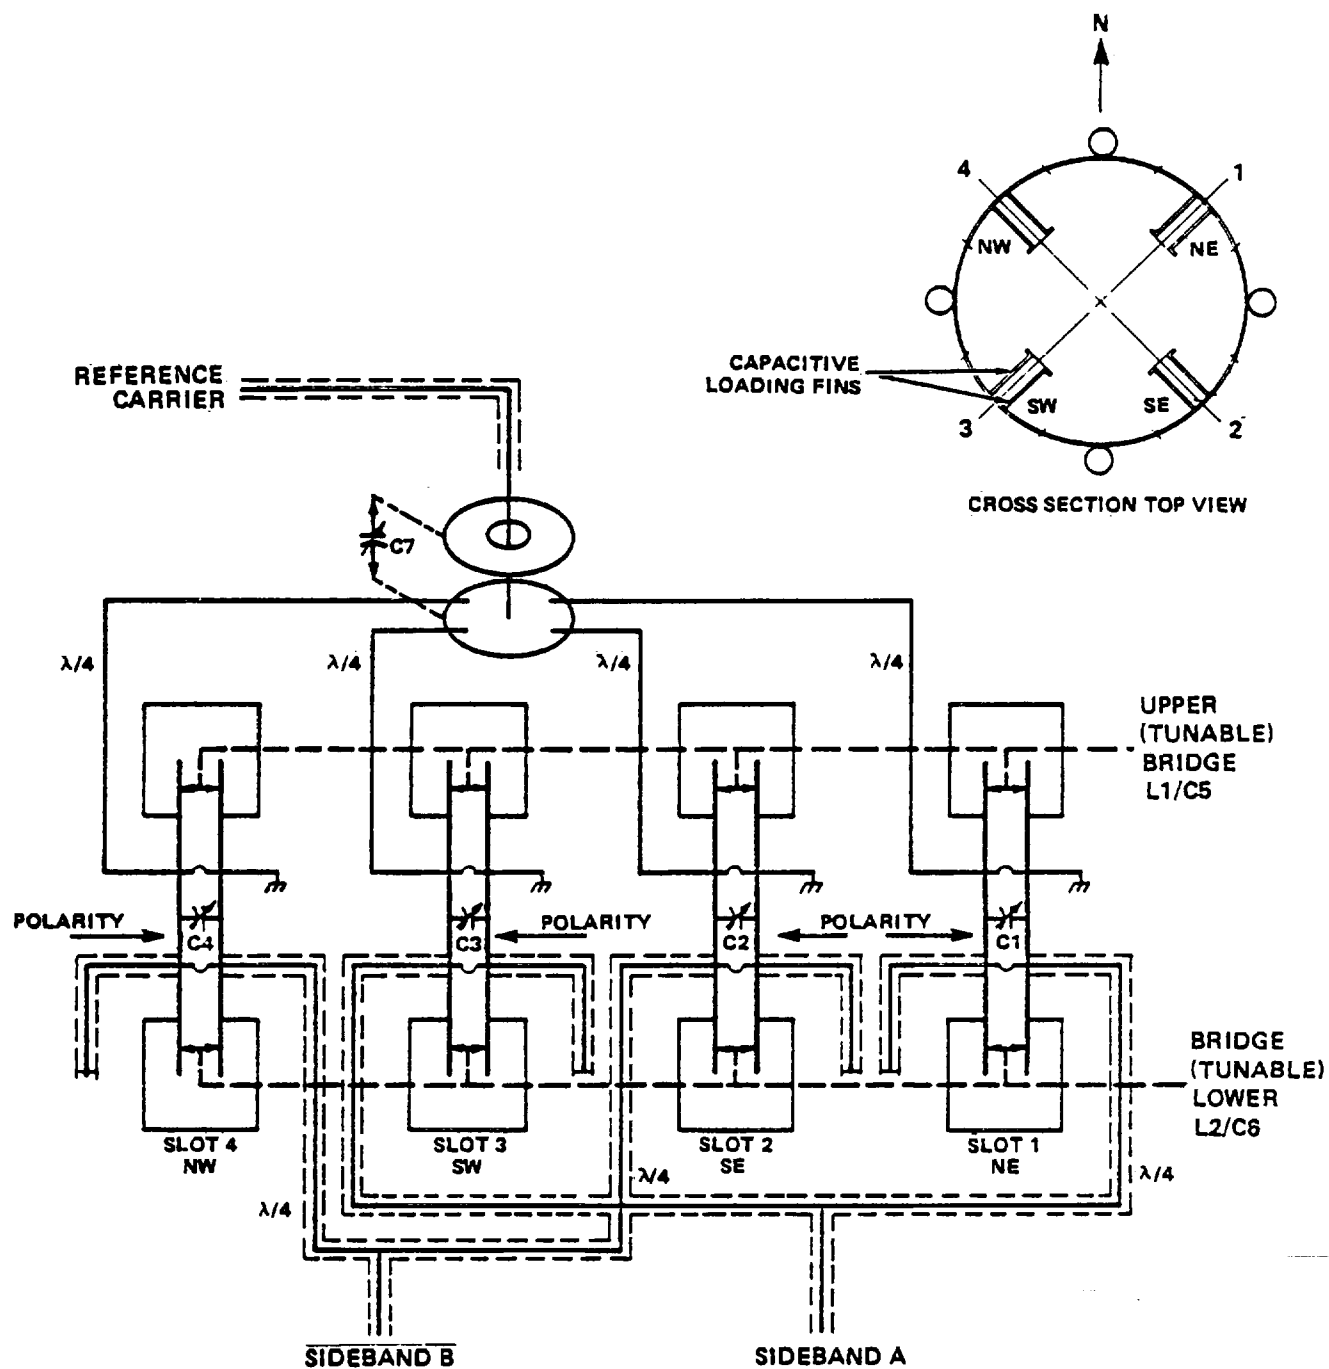 N
4
1
NW
NE
CAPACITIVE
LOADING FINS
SW
SE
3
2
CROSS SECTION TOP VIEW
REFERENCE
CARRIER
C7
λ/4
λ/4
λ/4
λ/4
UPPER
(TUNABLE)
BRIDGE
L1/C5
POLARITY
C4
C3
POLARITY
C2
POLARITY
C1
BRIDGE
(TUNABLE)
LOWER
L2/C6
SLOT 4
NW
SLOT 3
SW
SLOT 2
SE
SLOT 1
NE
λ/4
λ/4
λ/4
SIDEBAND B
SIDEBAND A